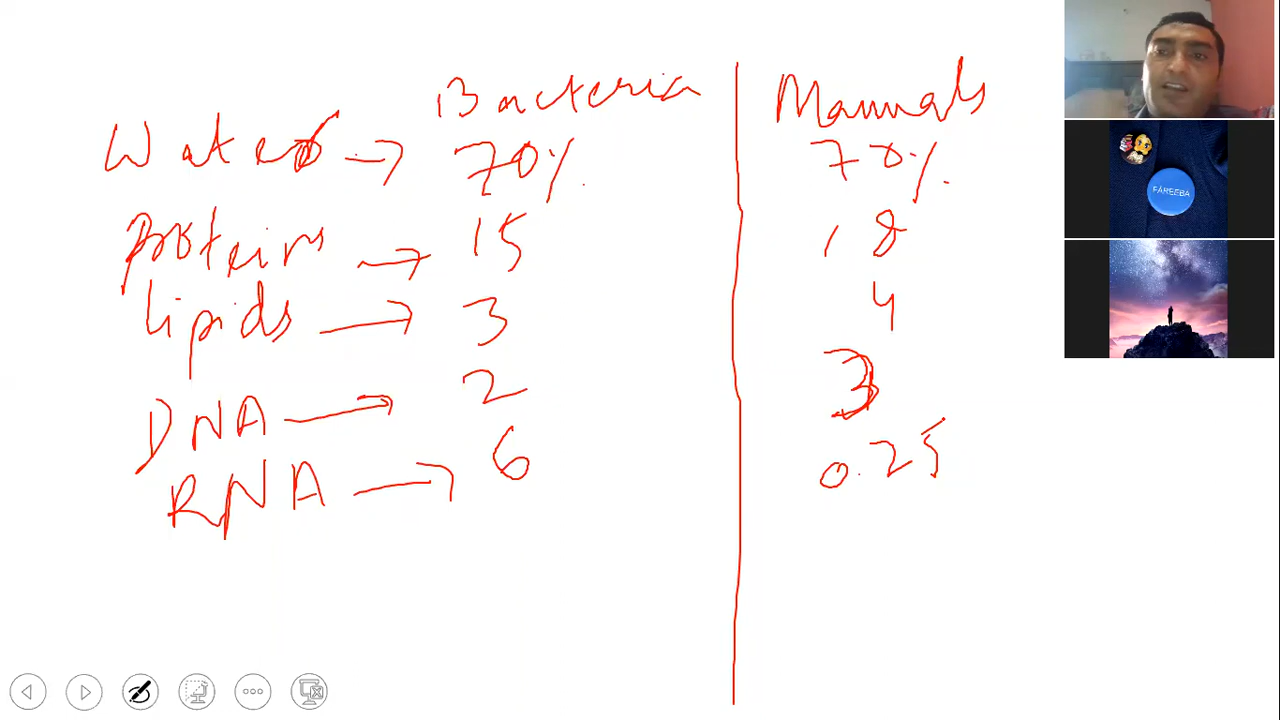 Bacteria Mammals
Water → 70% 70%.
Proteins → 15 18
Lipids → 3 4
DNA → 2 3
RNA → 6 0.25
FAREEBA